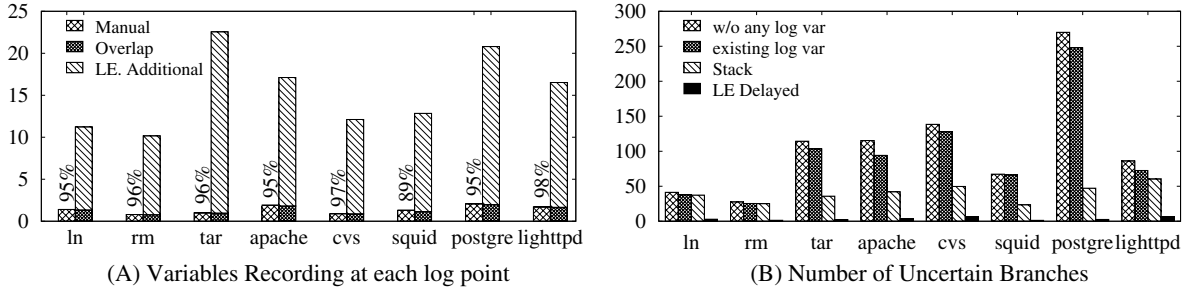 25
20
15
10
5
0
Manual
Overlap
LE. Additional
95%
96%
96%
95%
97%
89%
95%
98%
ln rm tar apache cvs squid postgre lighttpd
(A) Variables Recording at each log point
300
250
200
150
100
50
0
w/o any log var
existing log var
Stack
LE Delayed
ln rm tar apache cvs squid postgre lighttpd
(B) Number of Uncertain Branches